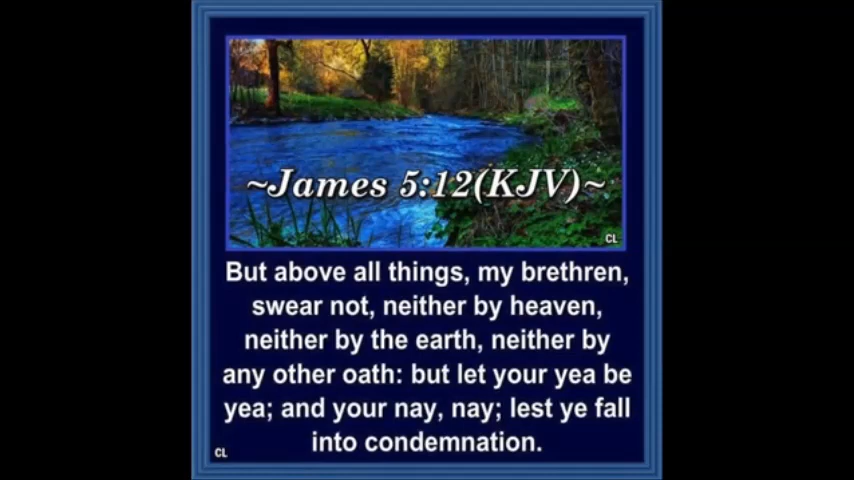 ~James 5:12(KJV)~
CL
But above all things, my brethren,
swear not, neither by heaven,
neither by the earth, neither by
any other oath: but let your yea be
yea; and your nay, nay; lest ye fall
into condemnation.
CL